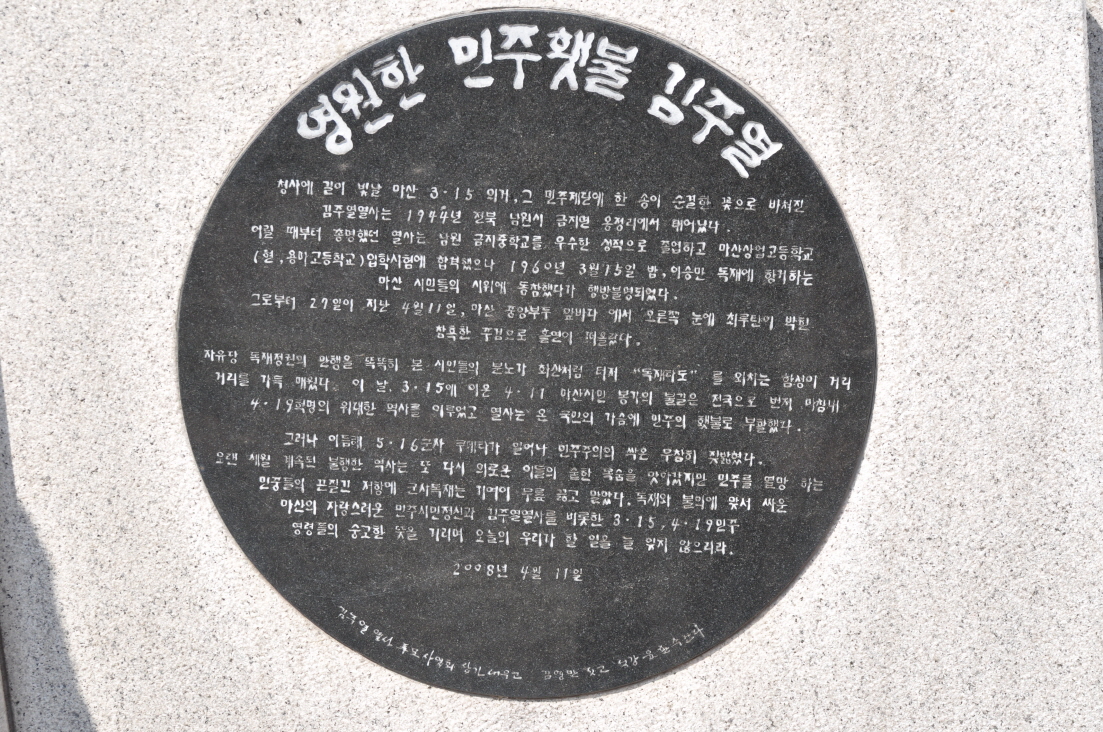 영원한 민주횃불 김주열
청사에 길이 빛날 마산 3·15 의거, 그 민주제단에 한 송이 순결한 꽃으로 바쳐진
김주열열사는 1944년 전북 남원시 금지면 옹정리에서 태어났다.
어릴 때부터 총명했던 열사는 남원 금지중학교를 우수한 성적으로 졸업하고 마산상업고등학교
(현,용마고등학교)입학시험에 합격했으나 1960년 3월15일 밤,이승만 독재에 항거하는
마산 시민들의 시위에 동참했다가 행방불명되었다.
그로부터 27일이 지난 4월11일, 마산 중앙부두 앞바다 에서 오른쪽 눈에 최루탄이 박힌
참혹한 주검으로 홀연히 떠올랐다.
자유당 독재정권의 만행을 똑똑히 본 시민들의 분노가 화산처럼 터져 “독재타도” 를 외치는 함성이 거리
거리를 가득 메웠다. 이 날, 3·15에 이은 4·11 마산시민 봉기의 불길은 전국으로 번져 마침내
4·19혁명의 위대한 역사를 이루었고 열사는 온 국민의 가슴에 민주의 횃불로 부활했다.
그러나 이듬해 5·16군사 쿠데타가 일어나 민주주의의 싹은 무참히 짓밟혔다.
오랜 세월 계속된 불행한 역사는 또 다시 의로운 이들의 숱한 목숨을 앗아갔지만 민주를 열망 하는
민중들의 끈질긴 저항에 군사독재는 기어이 무릎 꿇고 말았다. 독재와 불의에 맞서 싸운
마산의 자랑스러운 민주시민정신과 김주열열사를 비롯한 3·15, 4·19민주
영령들의 숭고한 뜻을 기리며 오늘의 우리가 할 일을 늘 잊지 않으리라.
2008년 4월 11일
김주열 열사 추모사업회 삼가 세우고 김영만 짓고